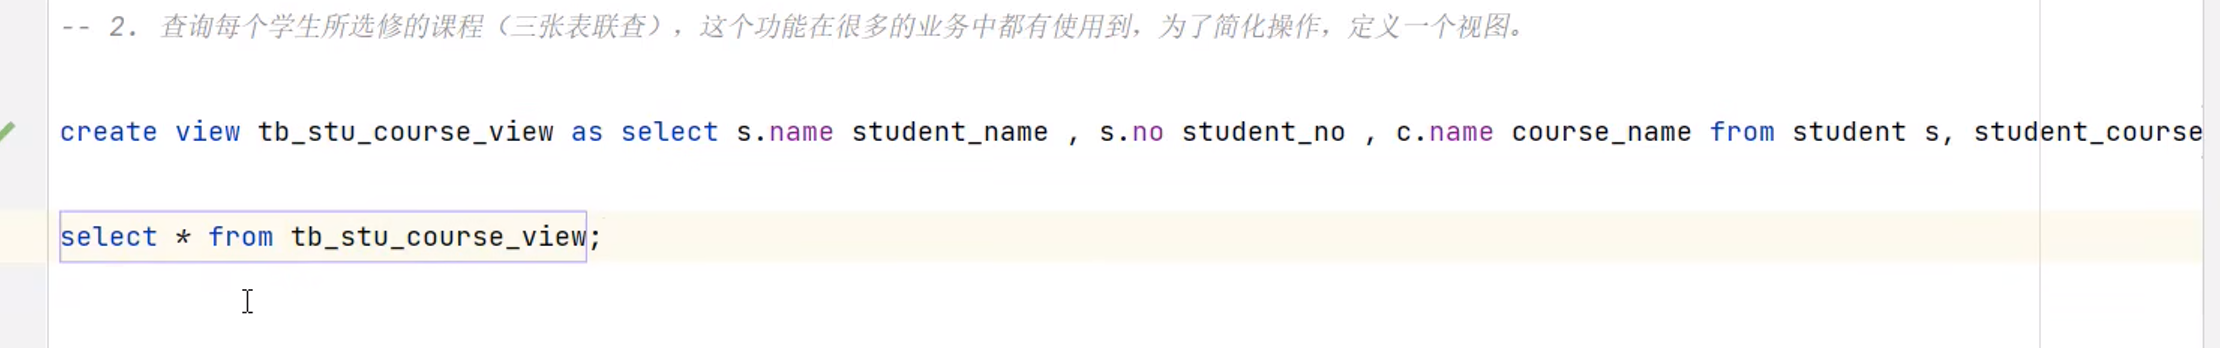 -- 2. 查询每个学生所选修的课程（三张表联查），这个功能在很多的业务中都有使用到，为了简化操作，定义一个视图。
create view tb_stu_course_view as select s.name student_name , s.no student_no , c.name course_name from student s, student_course
select * from tb_stu_course_view;